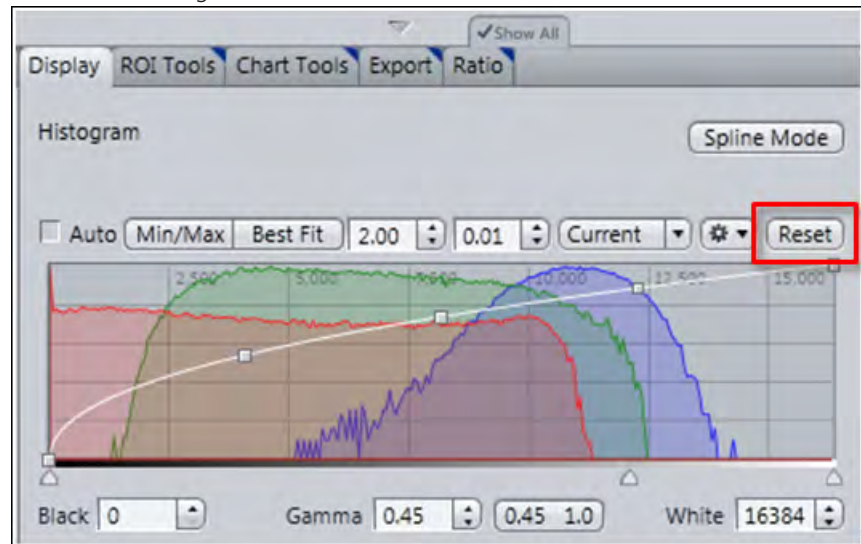 Show All
Display ROI Tools Chart Tools Export Ratio
Histogram
Spline Mode
Auto Min/Max Best Fit 2.00 0.01 Current Reset
2.500 5.000 7.500 10.000 12.500 15.000
Black 0 Gamma 0.45 0.45 1.0 White 16384